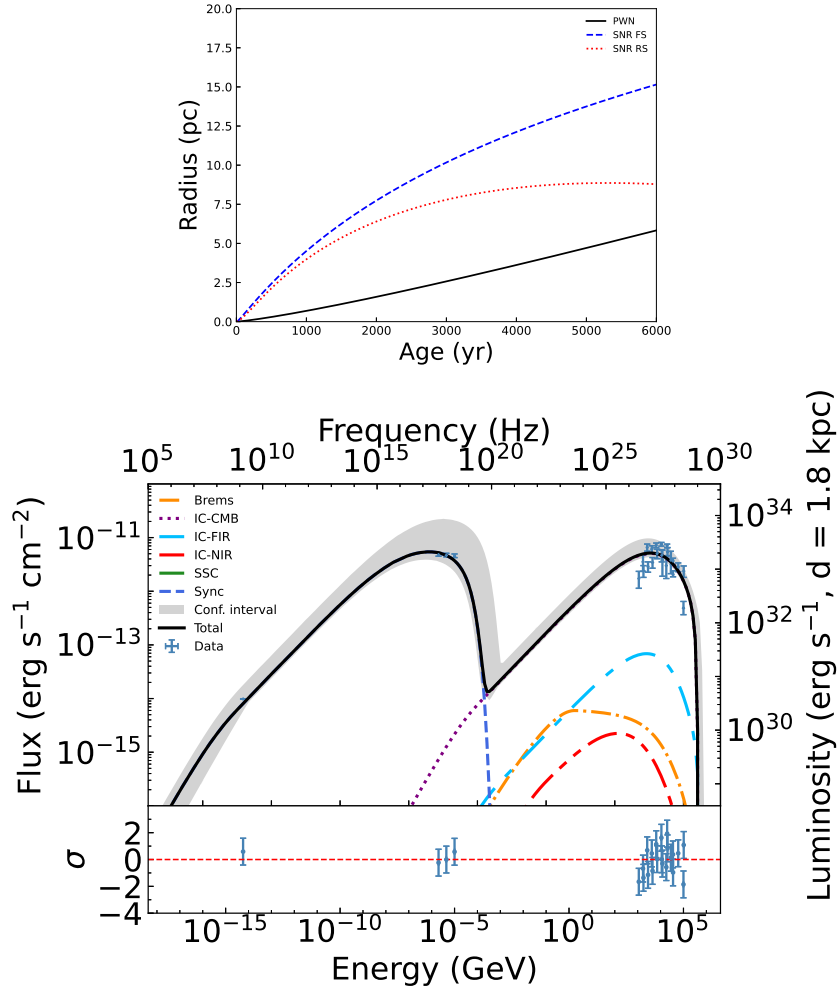 20.0
17.5
15.0
12.5
10.0
7.5
5.0
2.5
0.0
Radius (pc)
PWN
SNR FS
SNR RS
0 1000 2000 3000 4000 5000 6000
Age (yr)
Frequency (Hz)
10^5 10^10 10^15 10^20 10^25 10^30
Flux (erg s^−1 cm^−2)
10^−11
10^−13
10^−15
Brems
IC-CMB
IC-FIR
IC-NIR
SSC
Sync
Conf. interval
Total
Data
10^34
10^32
10^30
Luminosity (erg s^−1, d = 1.8 kpc)
σ
2
0
−2
−4
10^−15 10^−10 10^−5 10^0 10^5
Energy (GeV)